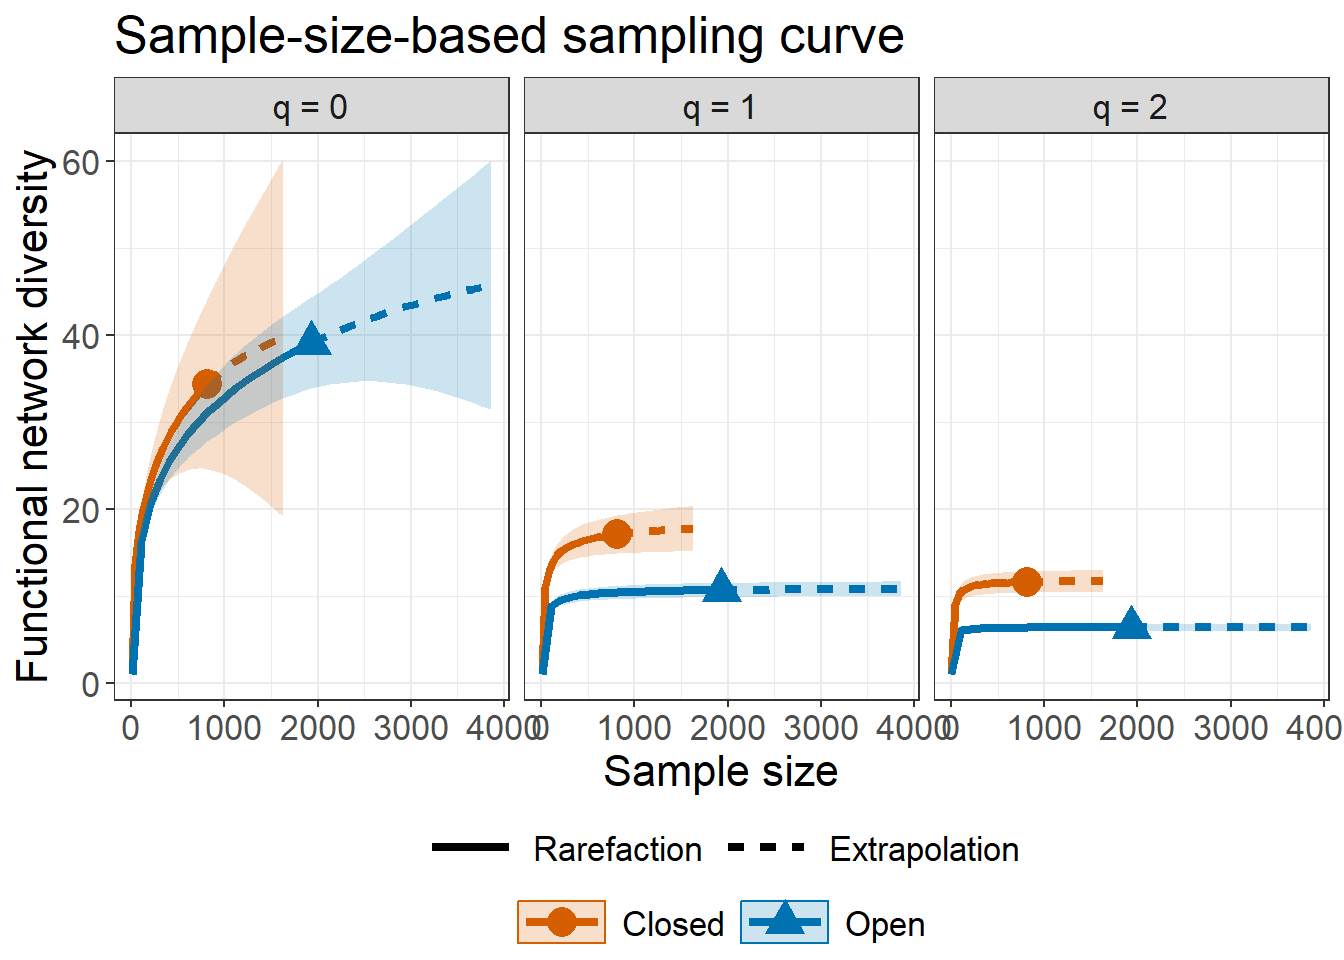 Sample-size-based sampling curve
q = 0
q = 1
q = 2
Functional network diversity
60
40
20
0
0 1000 2000 3000 4000
0 1000 2000 3000 4000
0 1000 2000 3000 400
Sample size
Rarefaction
Extrapolation
Closed
Open